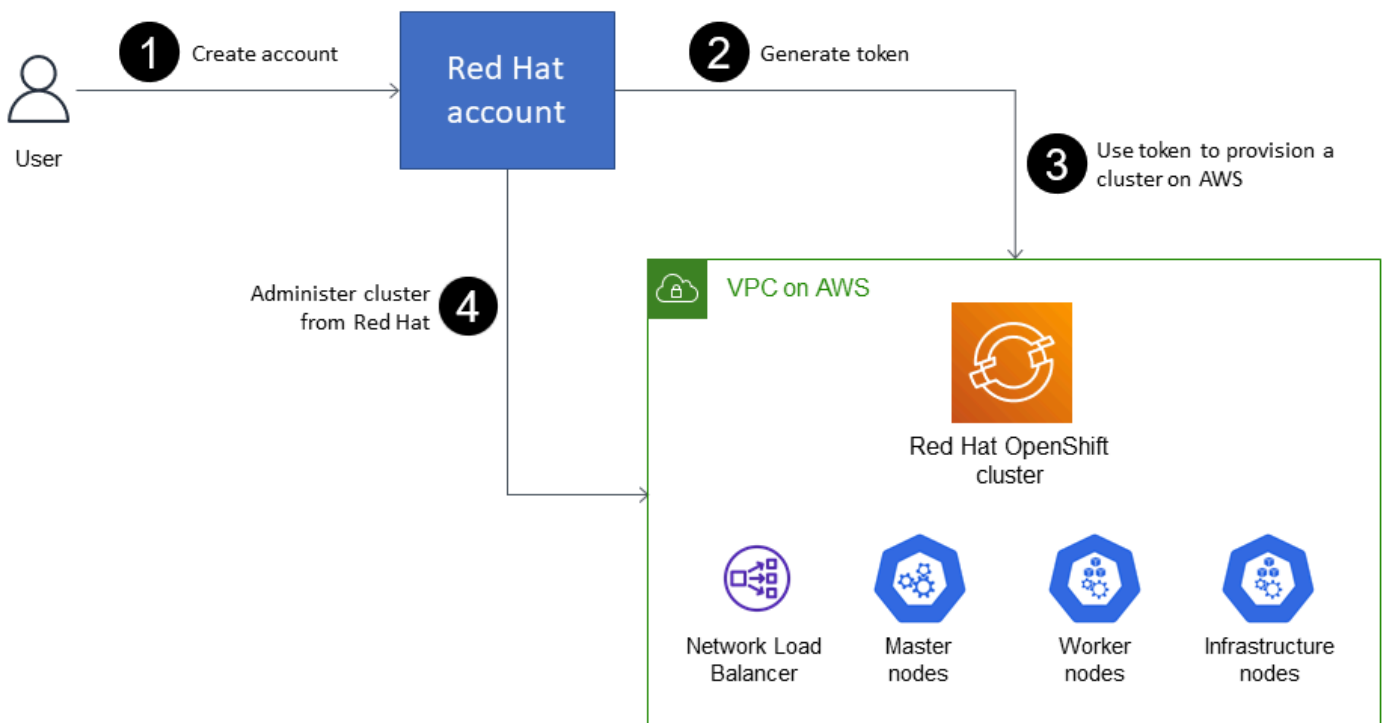 1 Create account
Red Hat
account
2 Generate token
User
3 Use token to provision a
cluster on AWS
Administer cluster
from Red Hat 4
VPC on AWS
Red Hat OpenShift
cluster
Network Load
Balancer
Master
nodes
Worker
nodes
Infrastructure
nodes